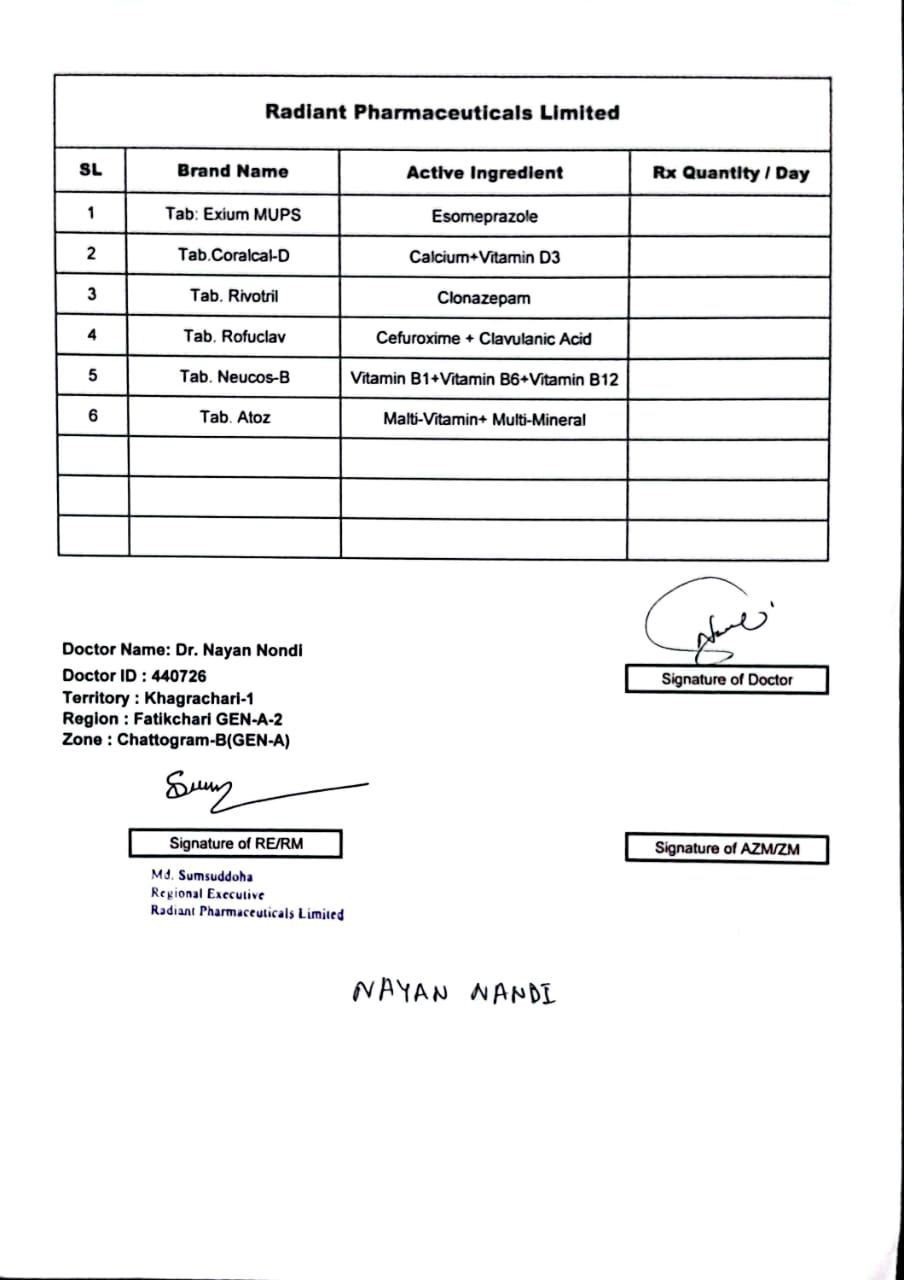 Radiant Pharmaceuticals Limited
SL Brand Name Active Ingredient Rx Quantity / Day
1 Tab: Exium MUPS Esomeprazole
2 Tab.Coralcal-D Calcium+Vitamin D3
3 Tab. Rivotril Clonazepam
4 Tab. Rofuclav Cefuroxime + Clavulanic Acid
5 Tab. Neucos-B Vitamin B1+Vitamin B6+Vitamin B12
6 Tab. Atoz Malti-Vitamin+ Multi-Mineral
Doctor Name: Dr. Nayan Nondi
Doctor ID : 440726
Territory : Khagrachari-1
Region : Fatikchari GEN-A-2
Zone : Chattogram-B(GEN-A)
Signature of Doctor
Signature of RE/RM
Signature of AZM/ZM
Md. Sumsuddoha
Regional Executive
Radiant Pharmaceuticals Limited
NAYAN NANDI